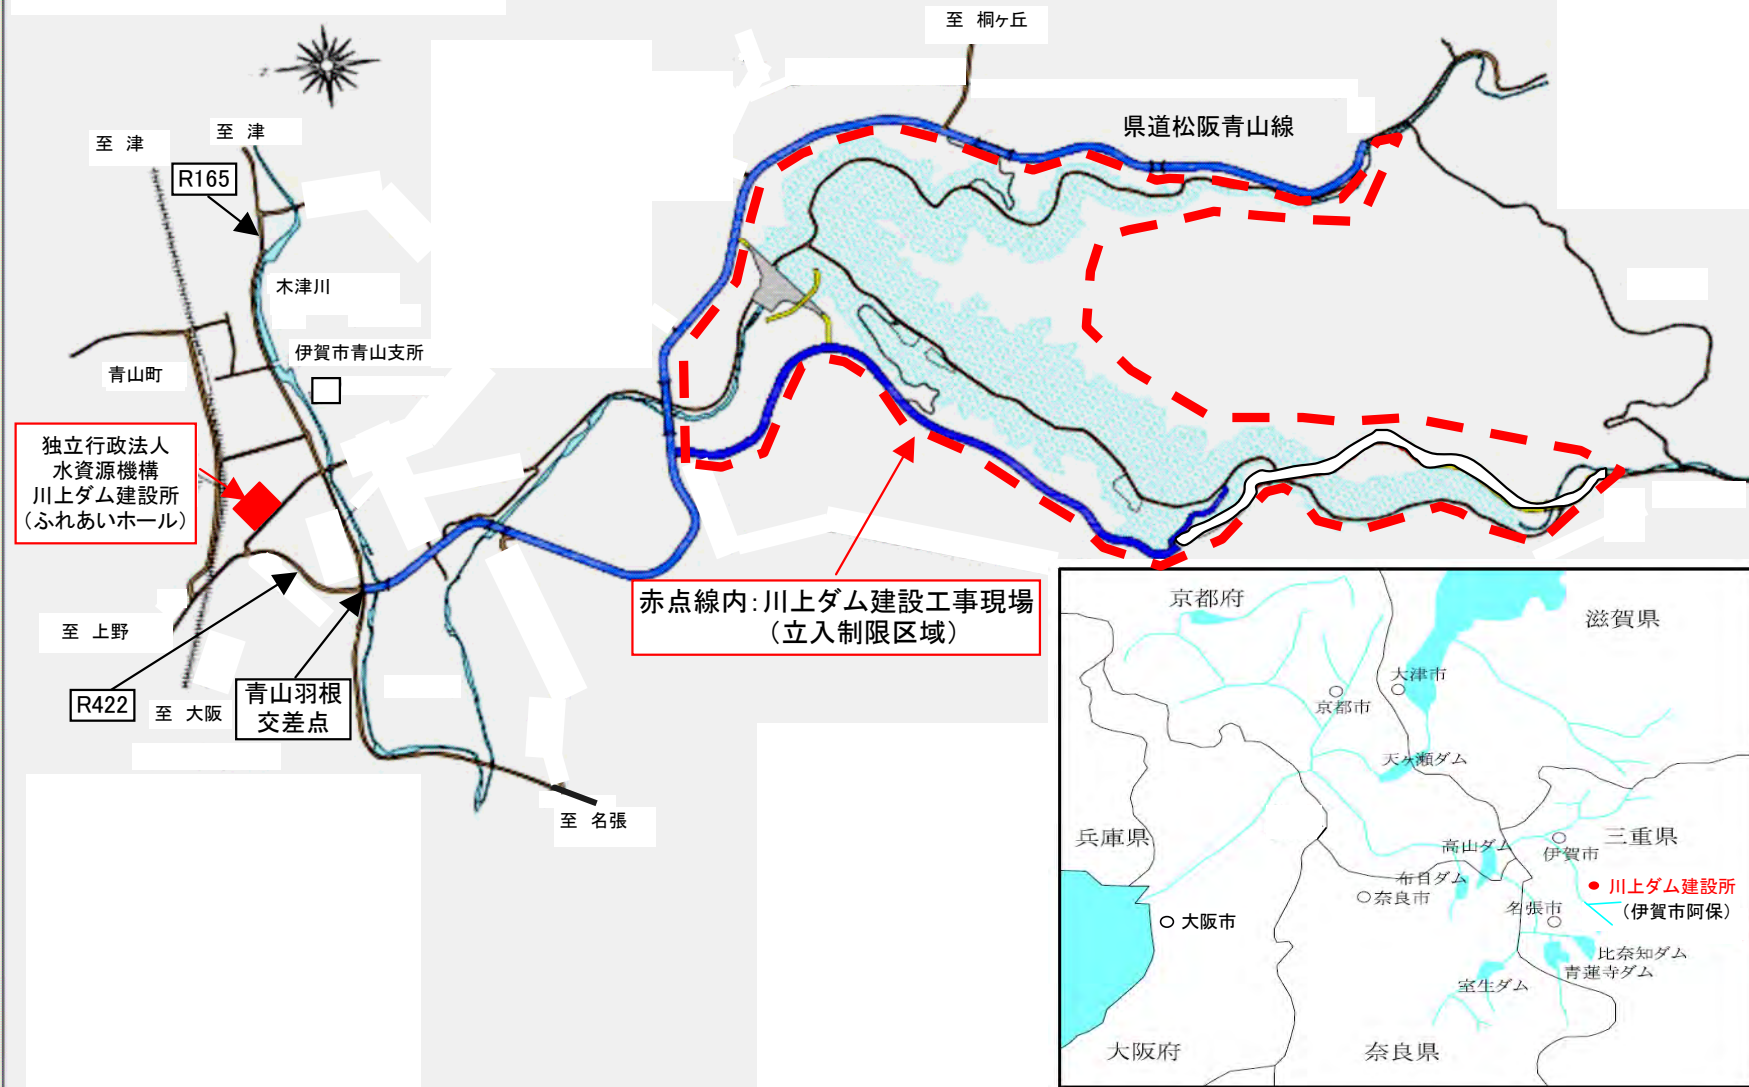 至 桐ヶ丘
県道松阪青山線
至 津
至 津
R165
木津川
伊賀市青山支所
青山町
独立行政法人
水資源機構
川上ダム建設所
(ふれあいホール)
赤点線内:川上ダム建設工事現場
(立入制限区域)
至 上野
R422
至 大阪
青山羽根
交差点
至 名張
京都府
滋賀県
大津市
京都市
天ヶ瀬ダム
兵庫県
高山ダム
伊賀市
三重県
布目ダム
奈良市
川上ダム建設所
(伊賀市阿保)
名張市
大阪市
比奈知ダム
青蓮寺ダム
室生ダム
大阪府
奈良県